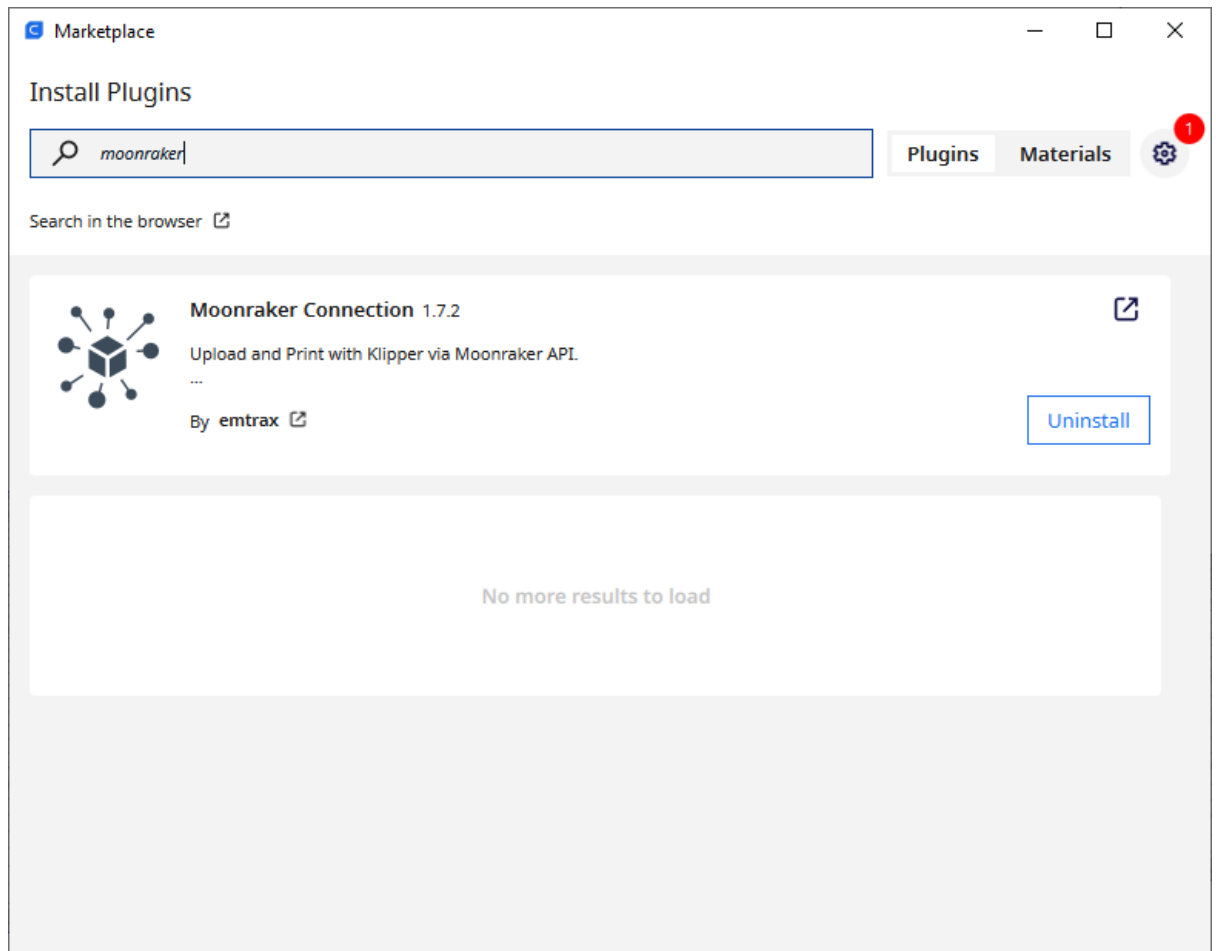 Marketplace
Install Plugins
moonraker
Plugins
Materials
1
Search in the browser
Moonraker Connection 1.7.2
Upload and Print with Klipper via Moonraker API.
...
By emtrax
Uninstall
No more results to load